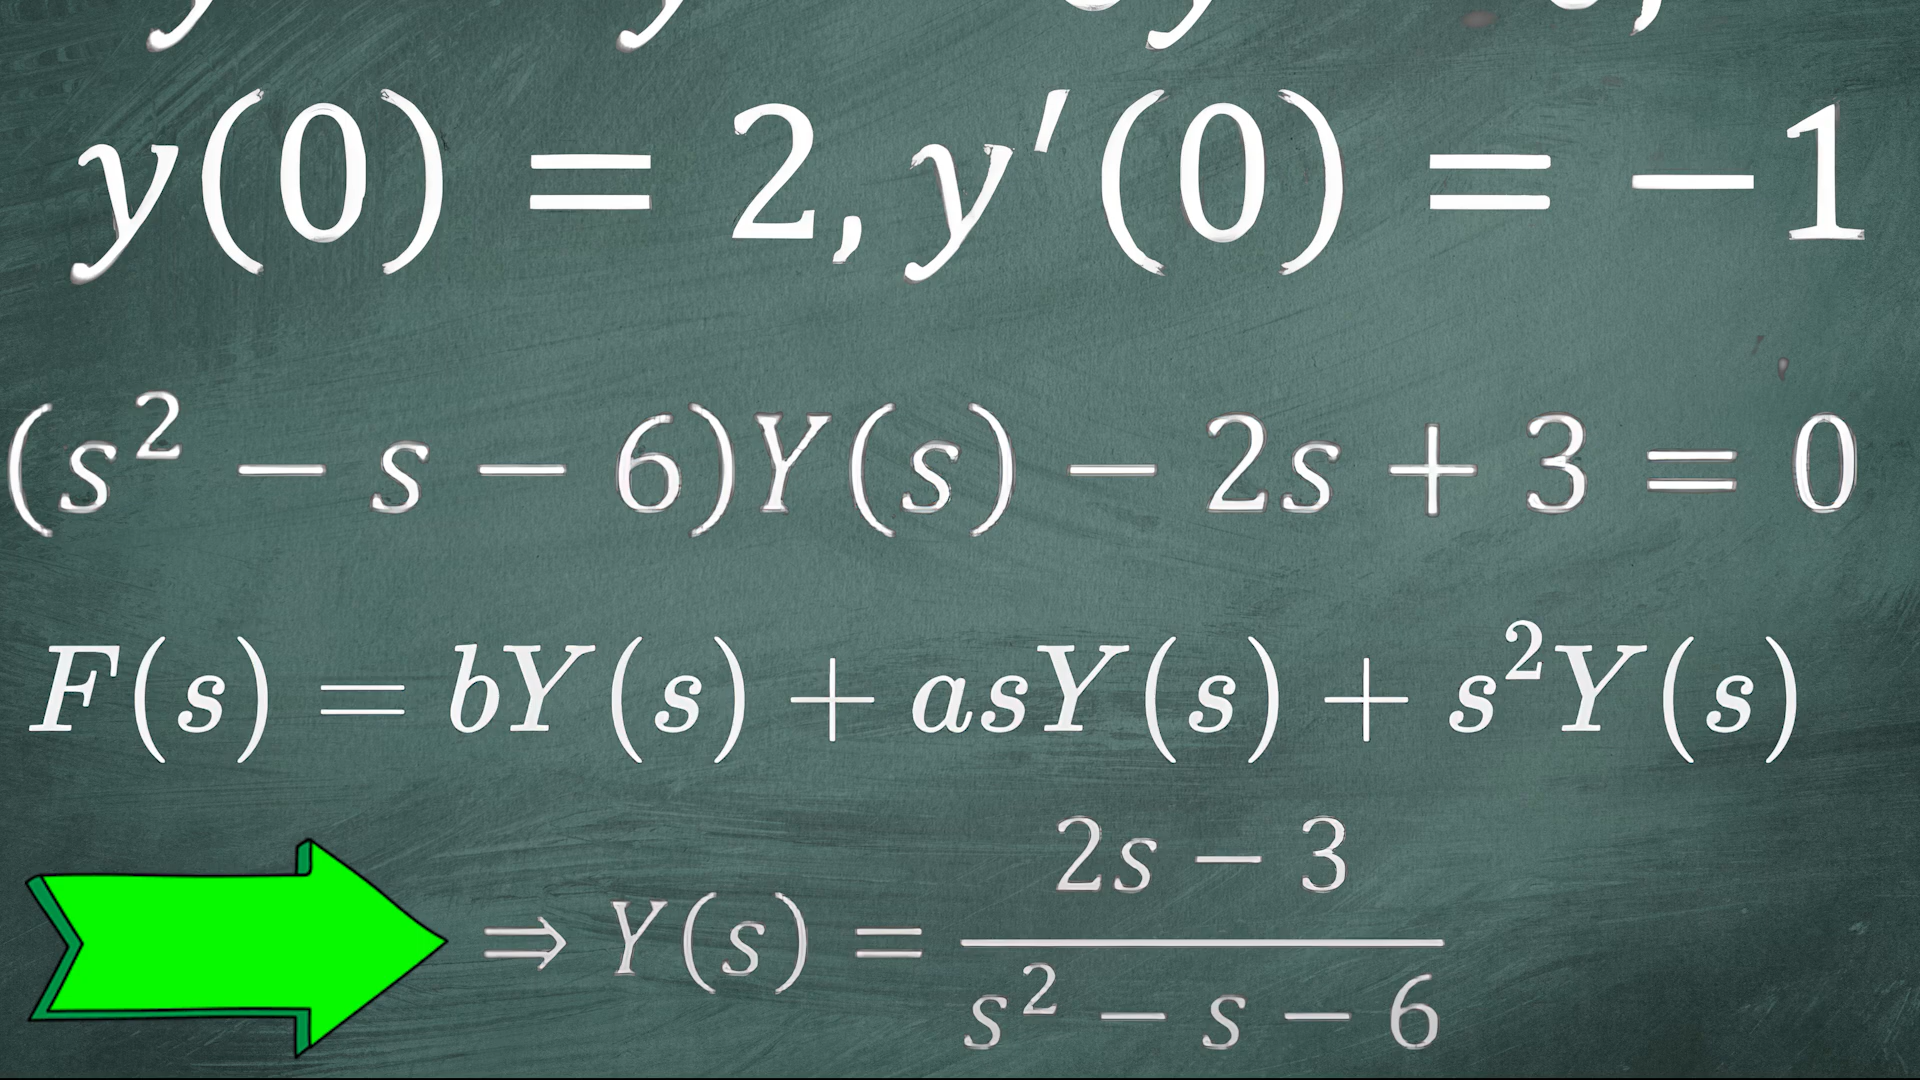 y(0) = 2, y′(0) = −1
(s² − s − 6)Y(s) − 2s + 3 = 0
F(s) = bY(s) + asY(s) + s²Y(s)
⇒ Y(s) = (2s − 3)/(s² − s − 6)